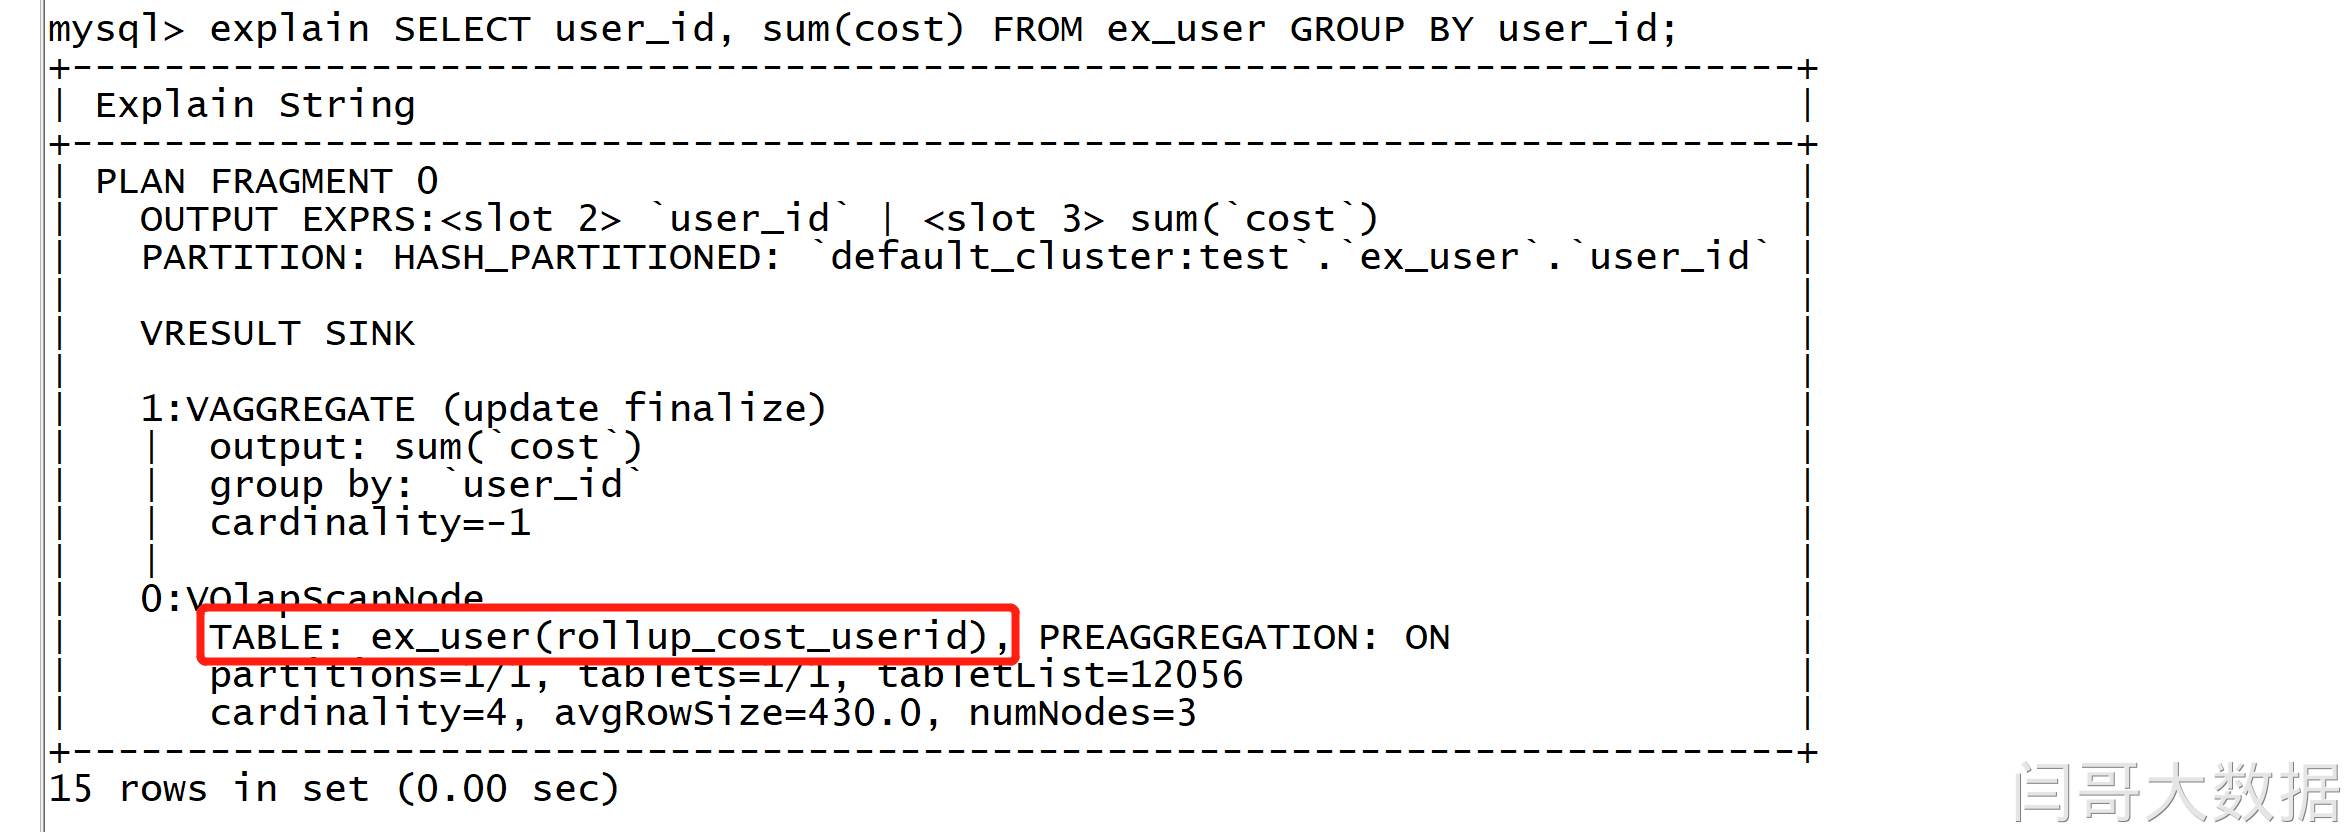 mysql> explain SELECT user_id, sum(cost) FROM ex_user GROUP BY user_id;
+---------------------------------------------------------------------------+
| Explain String |
+---------------------------------------------------------------------------+
| PLAN FRAGMENT 0 |
| OUTPUT EXPRS:<slot 2> `user_id` | <slot 3> sum(`cost`) |
| PARTITION: HASH_PARTITIONED: `default_cluster:test`.`ex_user`.`user_id` |
| |
| VRESULT SINK |
| |
| 1:VAGGREGATE (update finalize) |
| | output: sum(`cost`) |
| | group by: `user_id` |
| | cardinality=-1 |
| | |
| 0:VOlapScanNode |
| TABLE: ex_user(rollup_cost_userid), PREAGGREGATION: ON |
| partitions=1/1, tablets=1/1, tabletList=12056 |
| cardinality=4, avgRowSize=430.0, numNodes=3 |
+---------------------------------------------------------------------------+
15 rows in set (0.00 sec)
闫哥大数据